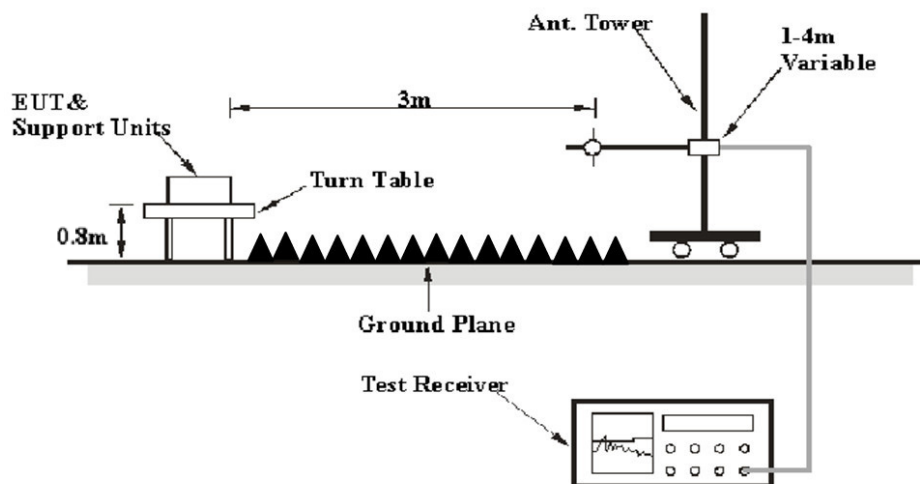 Ant. Tower
1-4m
Variable
3m
EUT&
Support Units
Turn Table
0.8m
Ground Plane
Test Receiver